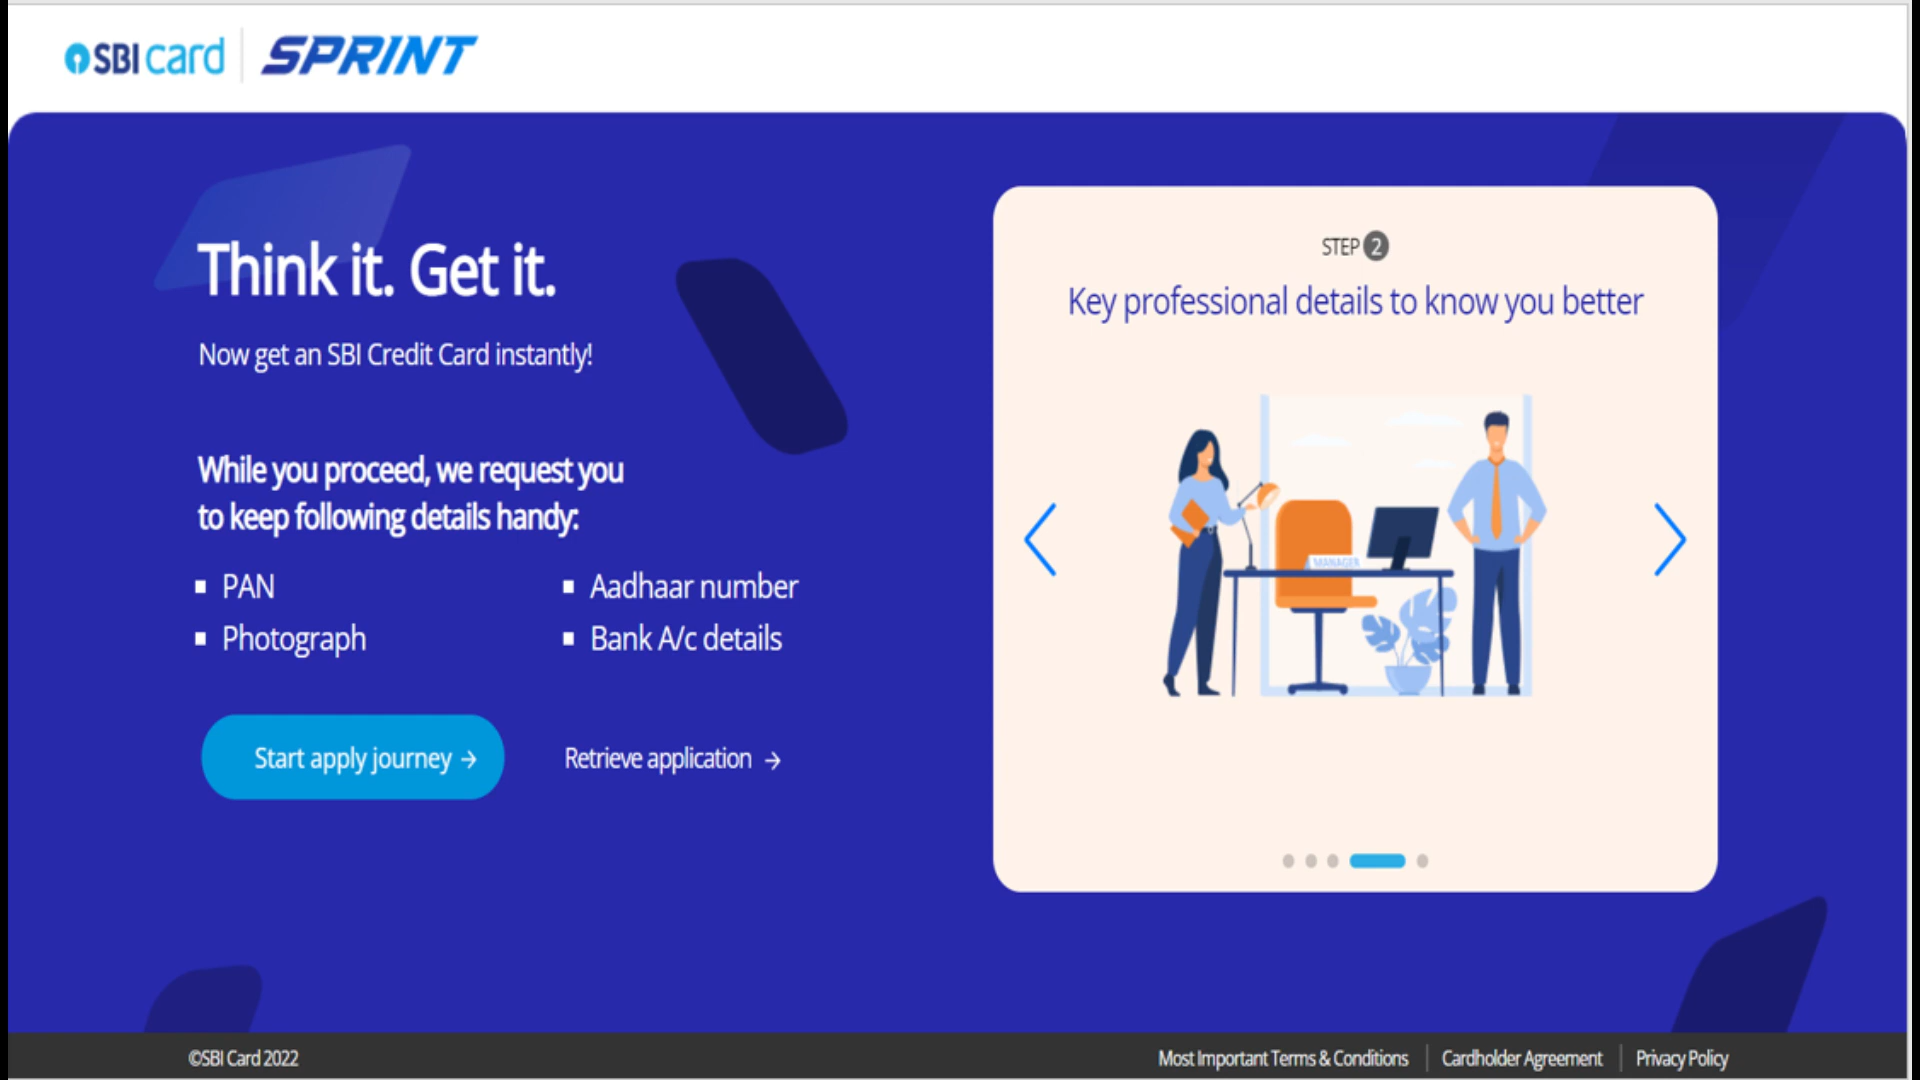 SBI card SPRINT
Think it. Get it.
Now get an SBI Credit Card instantly!
While you proceed, we request you
to keep following details handy:
PAN
Aadhaar number
Photograph
Bank A/c details
Start apply journey →
Retrieve application →
STEP 2
Key professional details to know you better
MANAGER
©SBI Card 2022
Most Important Terms & Conditions
Cardholder Agreement
Privacy Policy